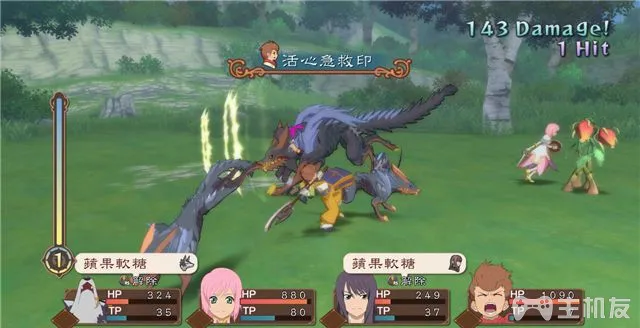 143 Damage!
1 Hit
活心急救印
1
蘋果軟糖
解除
HP 324
TP 35
HP 880
TP 80
蘋果軟糖
解除
HP 249
TP 37
HP 1090
主机友